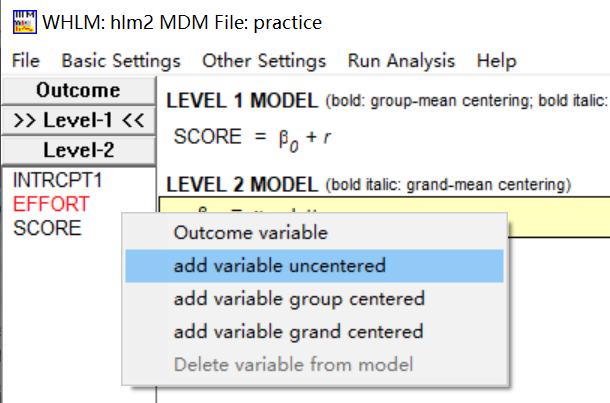 WHLM: hlm2 MDM File: practice
File Basic Settings Other Settings Run Analysis Help
Outcome
>> Level-1 <<
Level-2
INTRCPT1
EFFORT
SCORE
LEVEL 1 MODEL (bold: group-mean centering; bold italic:
SCORE = β0 + r
LEVEL 2 MODEL (bold italic: grand-mean centering)
Outcome variable
add variable uncentered
add variable group centered
add variable grand centered
Delete variable from model